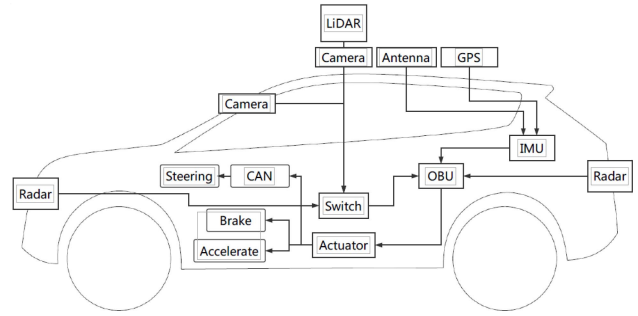 LiDAR
Camera
Antenna
GPS
Camera
IMU
Steering
CAN
OBU
Radar
Radar
Switch
Brake
Accelerate
Actuator